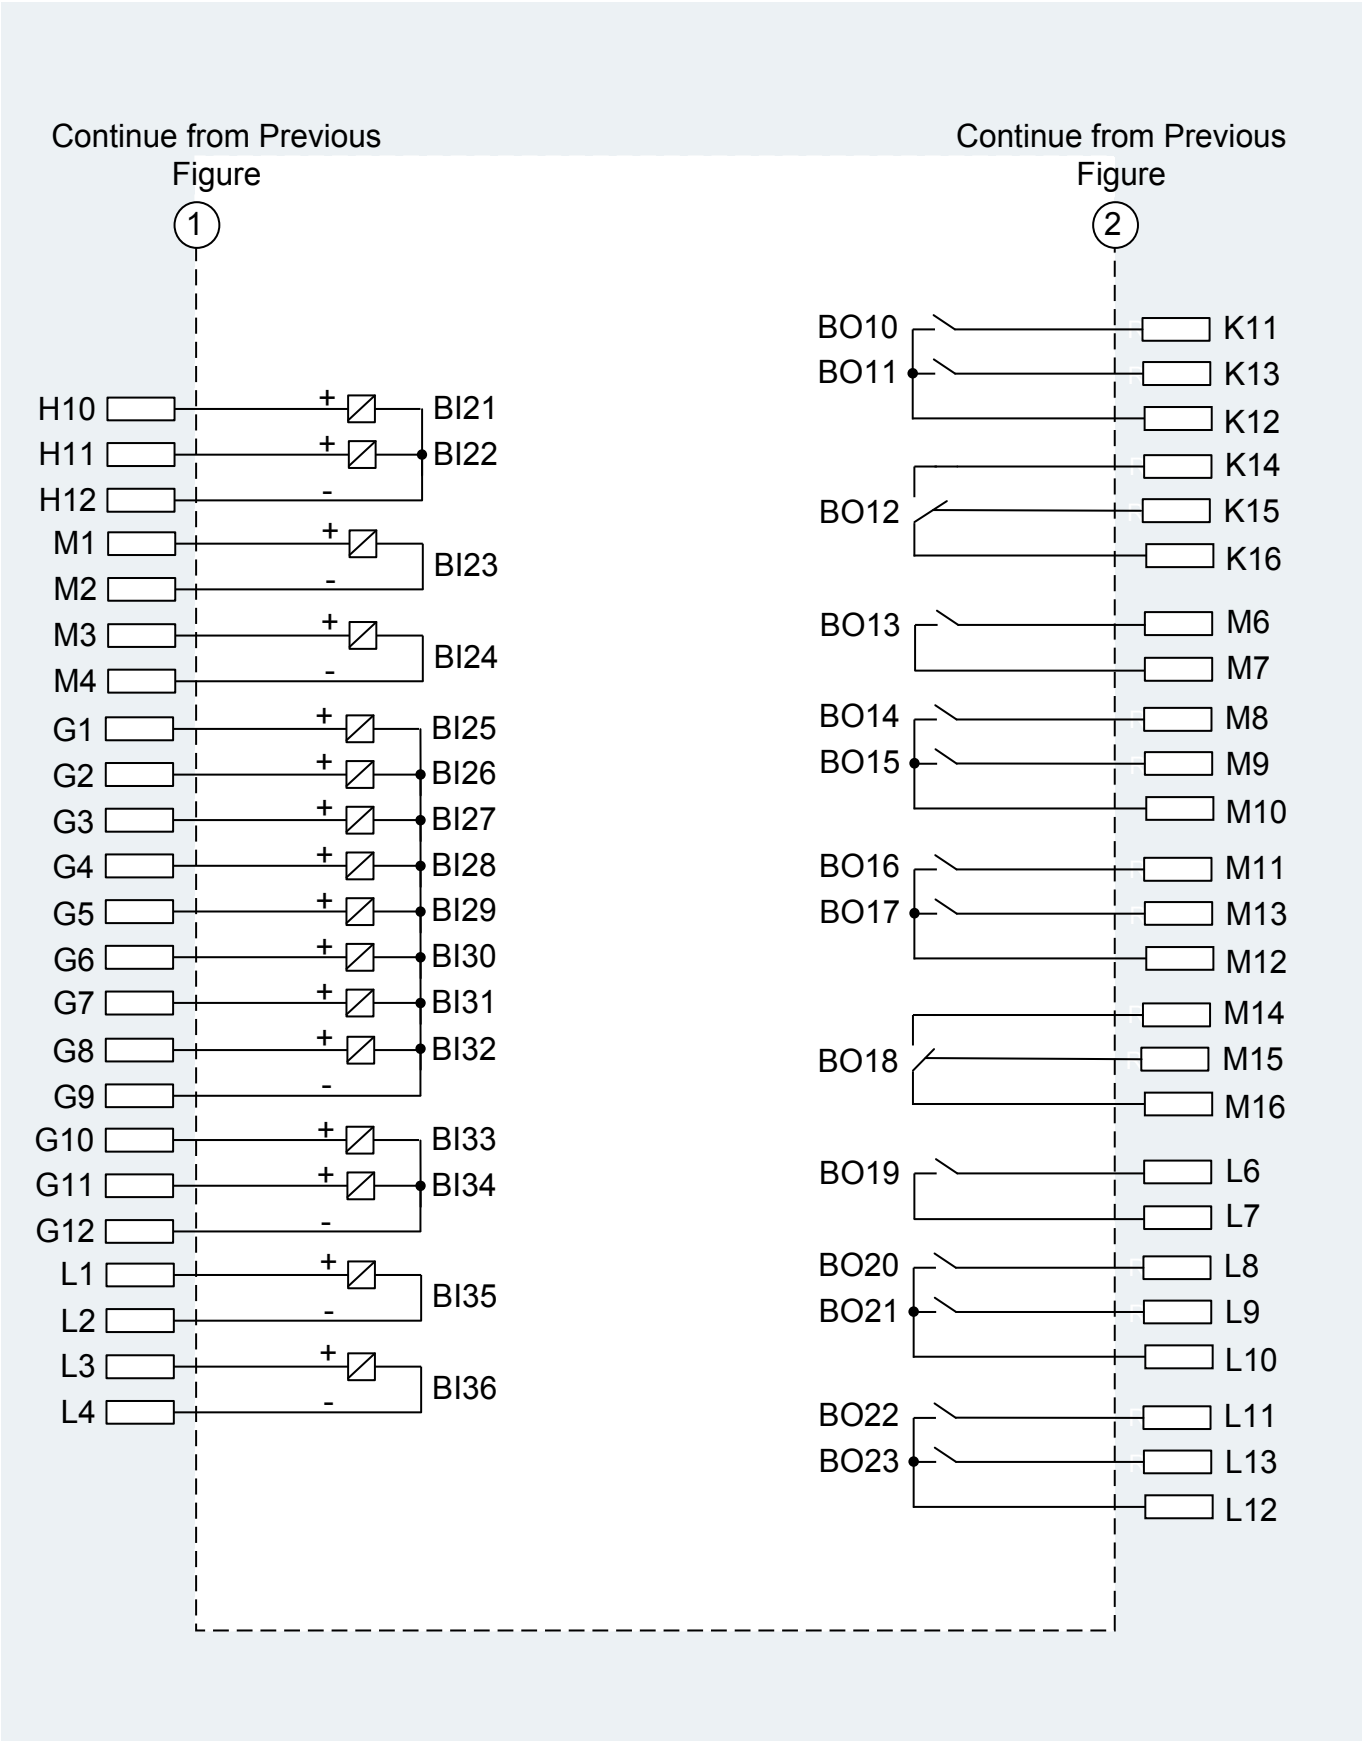 Continue from Previous
Figure
1
H10
+
BI21
H11
+
BI22
H12
-
M1
+
BI23
M2
-
M3
+
BI24
M4
-
G1
+
BI25
G2
+
BI26
G3
+
BI27
G4
+
BI28
G5
+
BI29
G6
+
BI30
G7
+
BI31
G8
+
BI32
G9
-
G10
+
BI33
G11
+
BI34
G12
-
L1
+
BI35
L2
-
L3
+
BI36
L4
-
Continue from Previous
Figure
2
BO10
K11
BO11
K13
K12
K14
BO12
K15
K16
BO13
M6
M7
BO14
M8
BO15
M9
M10
BO16
M11
BO17
M13
M12
M14
BO18
M15
M16
BO19
L6
L7
BO20
L8
BO21
L9
L10
BO22
L11
BO23
L13
L12